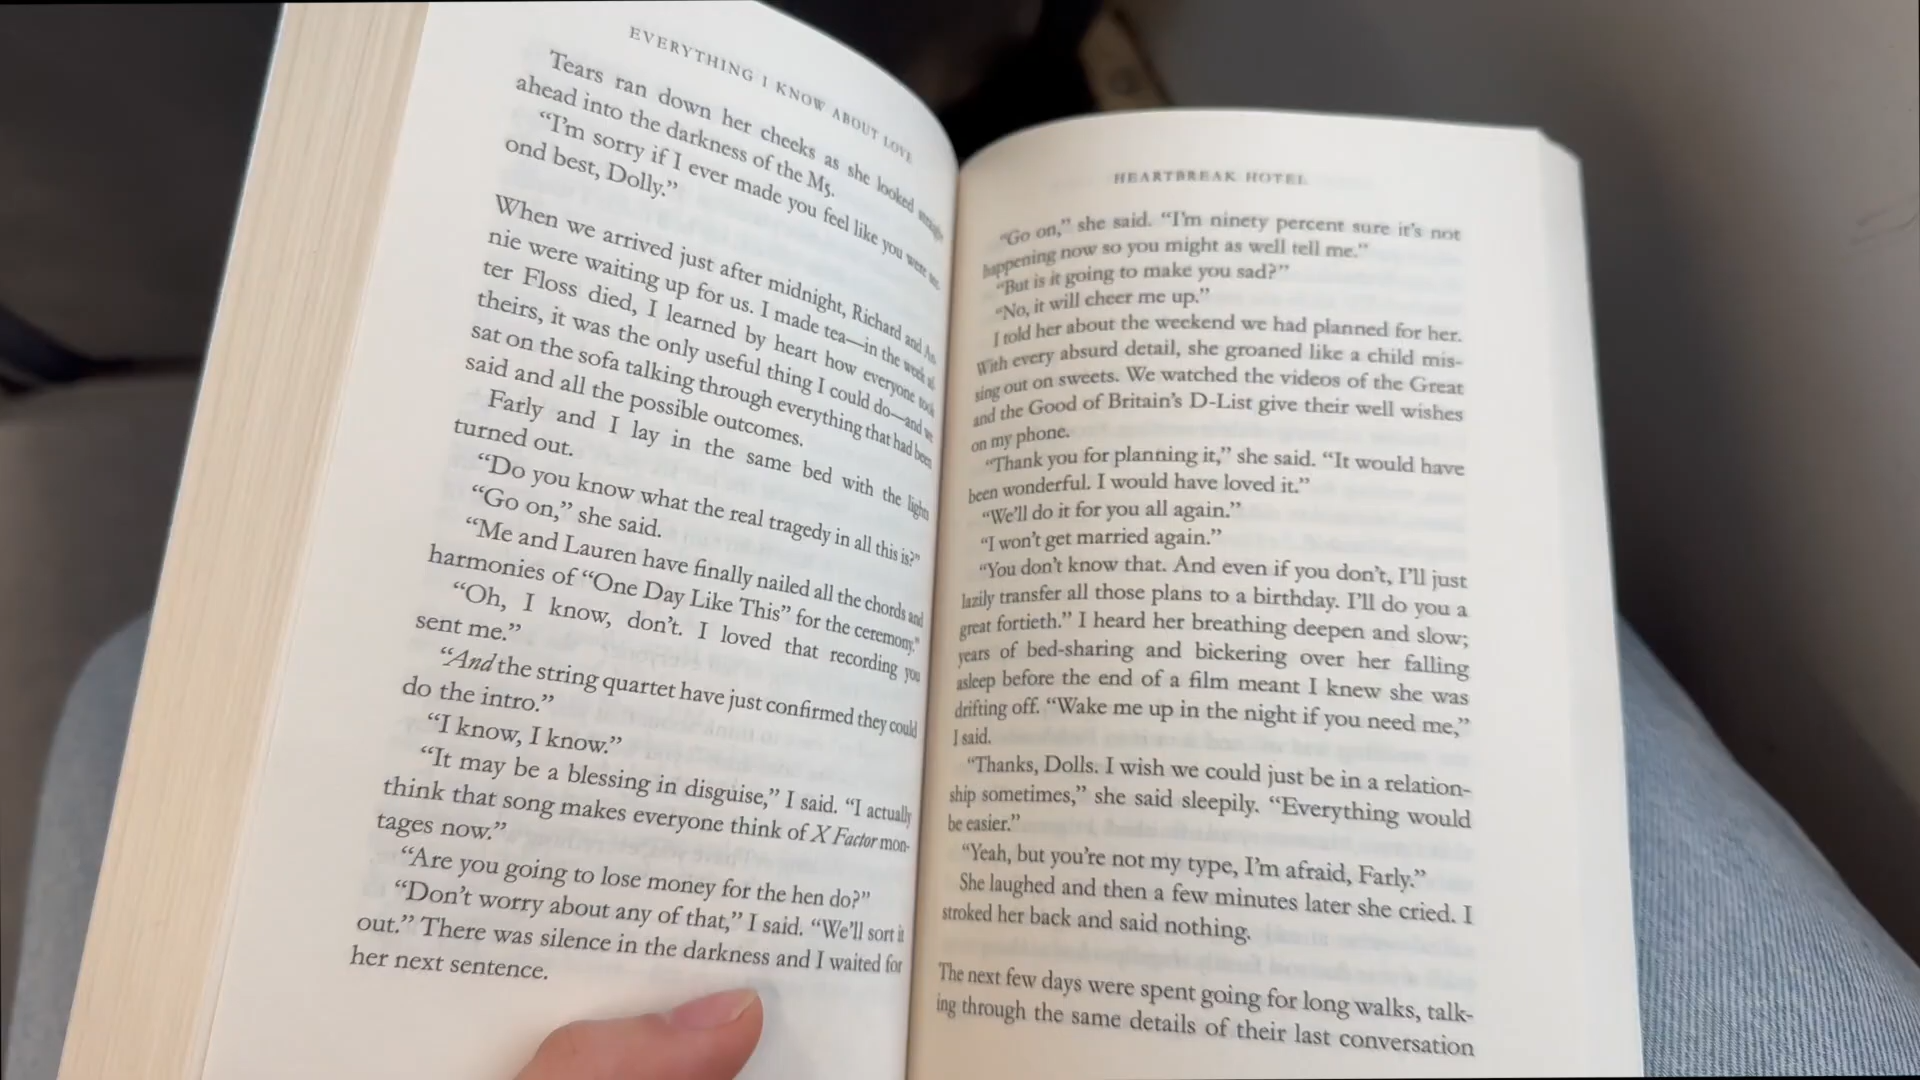 EVERYTHING I KNOW ABOUT LOVE
Tears ran down her cheeks as she looked straight
ahead into the darkness of the M5.
“I’m sorry if I ever made you feel like you were sec-
ond best, Dolly.”
When we arrived just after midnight, Richard and An-
nie were waiting up for us. I made tea—in the week af-
ter Floss died, I learned by heart how everyone took
theirs, it was the only useful thing I could do—and we
sat on the sofa talking through everything that had been
said and all the possible outcomes.
Farly and I lay in the same bed with the lights
turned out.
“Do you know what the real tragedy in all this is?”
“Go on,” she said.
“Me and Lauren have finally nailed all the chords and
harmonies of “One Day Like This” for the ceremony.”
“Oh, I know, don’t. I loved that recording you
sent me.”
“And the string quartet have just confirmed they could
do the intro.”
“I know, I know.”
“It may be a blessing in disguise,” I said. “I actually
think that song makes everyone think of X Factor mon-
tages now.”
“Are you going to lose money for the hen do?”
“Don’t worry about any of that,” I said. “We’ll sort it
out.” There was silence in the darkness and I waited for
her next sentence.
HEARTBREAK HOTEL
“Go on,” she said. “I’m ninety percent sure it’s not
happening now so you might as well tell me.”
“But is it going to make you sad?”
“No, it will cheer me up.”
I told her about the weekend we had planned for her.
With every absurd detail, she groaned like a child mis-
sing out on sweets. We watched the videos of the Great
and the Good of Britain’s D-List give their well wishes
on my phone.
“Thank you for planning it,” she said. “It would have
been wonderful. I would have loved it.”
“We’ll do it for you all again.”
“I won’t get married again.”
“You don’t know that. And even if you don’t, I’ll just
lazily transfer all those plans to a birthday. I’ll do you a
great fortieth.” I heard her breathing deepen and slow;
years of bed-sharing and bickering over her falling
asleep before the end of a film meant I knew she was
drifting off. “Wake me up in the night if you need me,”
I said.
“Thanks, Dolls. I wish we could just be in a relation-
ship sometimes,” she said sleepily. “Everything would
be easier.”
“Yeah, but you’re not my type, I’m afraid, Farly.”
She laughed and then a few minutes later she cried. I
stroked her back and said nothing.
The next few days were spent going for long walks, talk-
ing through the same details of their last conversation